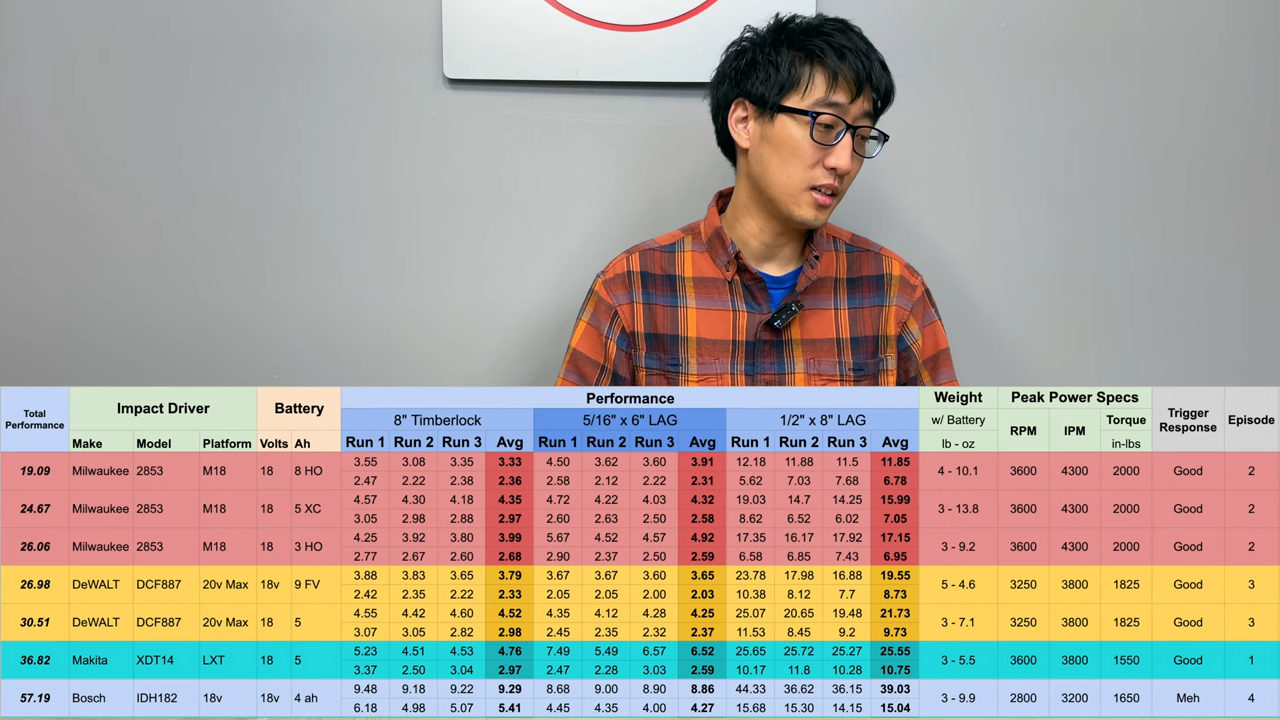 Total Performance Impact Driver Battery Performance Weight Peak Power Specs Trigger Response Episode
8" Timberlock 5/16" x 6" LAG 1/2" x 8" LAG w/ Battery RPM IPM Torque
Make Model Platform Volts Ah Run 1 Run 2 Run 3 Avg Run 1 Run 2 Run 3 Avg Run 1 Run 2 Run 3 Avg lb - oz in-lbs
19.09 Milwaukee 2853 M18 18 8 HO 3.55 3.08 3.35 3.33 4.50 3.62 3.60 3.91 12.18 11.88 11.5 11.85 4 - 10.1 3600 4300 2000 Good 2
2.47 2.22 2.38 2.36 2.58 2.12 2.22 2.31 5.62 7.03 7.68 6.78
24.67 Milwaukee 2853 M18 18 5 XC 4.57 4.30 4.18 4.35 4.72 4.22 4.03 4.32 19.03 14.7 14.25 15.99 3 - 13.8 3600 4300 2000 Good 2
3.05 2.98 2.88 2.97 2.60 2.63 2.50 2.58 8.62 6.52 6.02 7.05
26.06 Milwaukee 2853 M18 18 3 HO 4.25 3.92 3.80 3.99 5.67 4.52 4.57 4.92 17.35 16.17 17.92 17.15 3 - 9.2 3600 4300 2000 Good 2
2.77 2.67 2.60 2.68 2.90 2.37 2.50 2.59 6.58 6.85 7.43 6.95
26.98 DeWALT DCF887 20v Max 18v 9 FV 3.88 3.83 3.65 3.79 3.67 3.67 3.60 3.65 23.78 17.98 16.88 19.55 5 - 4.6 3250 3800 1825 Good 3
2.42 2.35 2.22 2.33 2.05 2.05 2.00 2.03 10.38 8.12 7.7 8.73
30.51 DeWALT DCF887 20v Max 18 5 4.55 4.42 4.60 4.52 4.35 4.12 4.28 4.25 25.07 20.65 19.48 21.73 3 - 7.1 3250 3800 1825 Good 3
3.07 3.05 2.82 2.98 2.45 2.35 2.32 2.37 11.53 8.45 9.2 9.73
36.82 Makita XDT14 LXT 18 5 5.23 4.51 4.53 4.76 7.49 5.49 6.57 6.52 25.65 25.72 25.27 25.55 3 - 5.5 3600 3800 1550 Good 1
3.37 2.50 3.04 2.97 2.47 2.28 3.03 2.59 10.17 11.8 10.28 10.75
57.19 Bosch IDH182 18v 18v 4 ah 9.48 9.18 9.22 9.29 8.68 9.00 8.90 8.86 44.33 36.62 36.15 39.03 3 - 9.9 2800 3200 1650 Meh 4
6.18 4.98 5.07 5.41 4.45 4.35 4.00 4.27 15.68 15.30 14.15 15.04